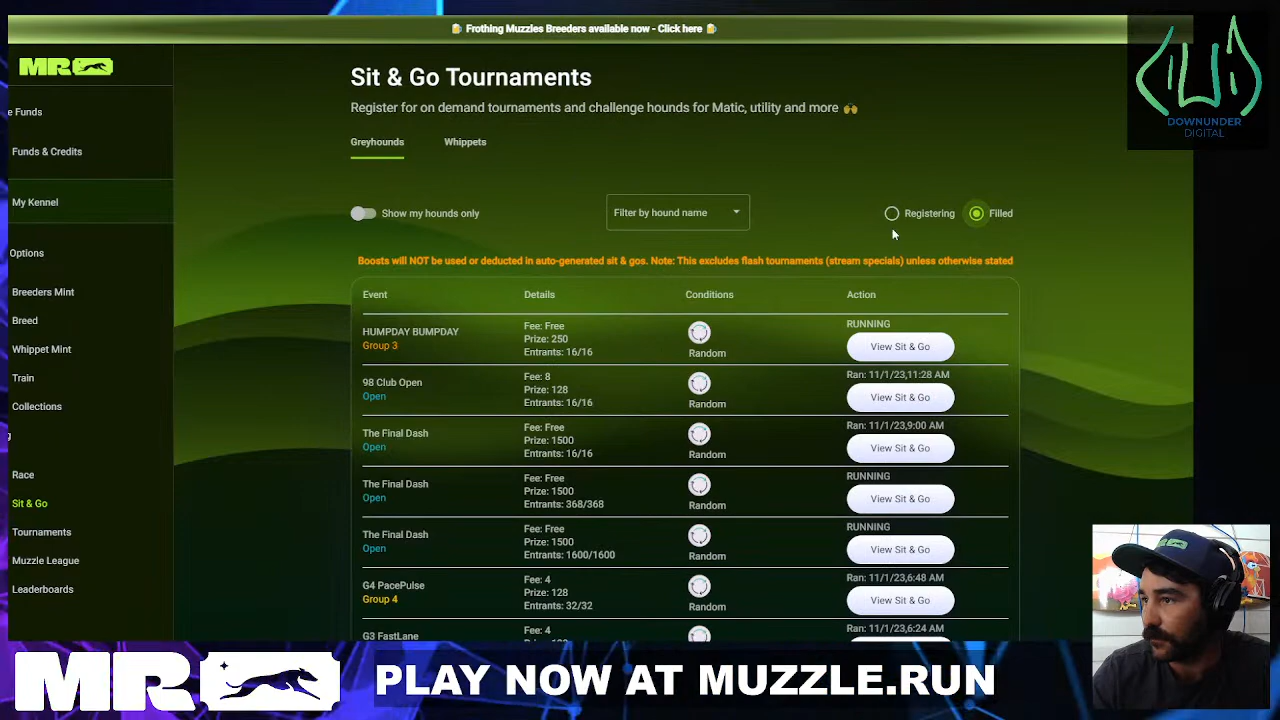 🍺 Frothing Muzzles Breeders available now - Click here 🍺
MR
e Funds
Funds & Credits
My Kennel
Options
Breeders Mint
Breed
Whippet Mint
Train
Collections
g
Race
Sit & Go
Tournaments
Muzzle League
Leaderboards
DOWNUNDER
DIGITAL
Sit & Go Tournaments
Register for on demand tournaments and challenge hounds for Matic, utility and more 🙌
Greyhounds Whippets
Show my hounds only Filter by hound name Registering Filled
Boosts will NOT be used or deducted in auto-generated sit & gos. Note: This excludes flash tournaments (stream specials) unless otherwise stated
Event Details Conditions Action
HUMPDAY BUMPDAY
Group 3
Fee: Free
Prize: 250
Entrants: 16/16
Random
RUNNING
View Sit & Go
98 Club Open
Open
Fee: 8
Prize: 128
Entrants: 16/16
Random
Ran: 11/1/23,11:28 AM
View Sit & Go
The Final Dash
Open
Fee: Free
Prize: 1500
Entrants: 16/16
Random
Ran: 11/1/23,9:00 AM
View Sit & Go
The Final Dash
Open
Fee: Free
Prize: 1500
Entrants: 368/368
Random
RUNNING
View Sit & Go
The Final Dash
Open
Fee: Free
Prize: 1500
Entrants: 1600/1600
Random
RUNNING
View Sit & Go
G4 PacePulse
Group 4
Fee: 4
Prize: 128
Entrants: 32/32
Random
Ran: 11/1/23,6:48 AM
View Sit & Go
G3 FastLane
Fee: 4
Ran: 11/1/23,6:24 AM
MR
PLAY NOW AT MUZZLE.RUN